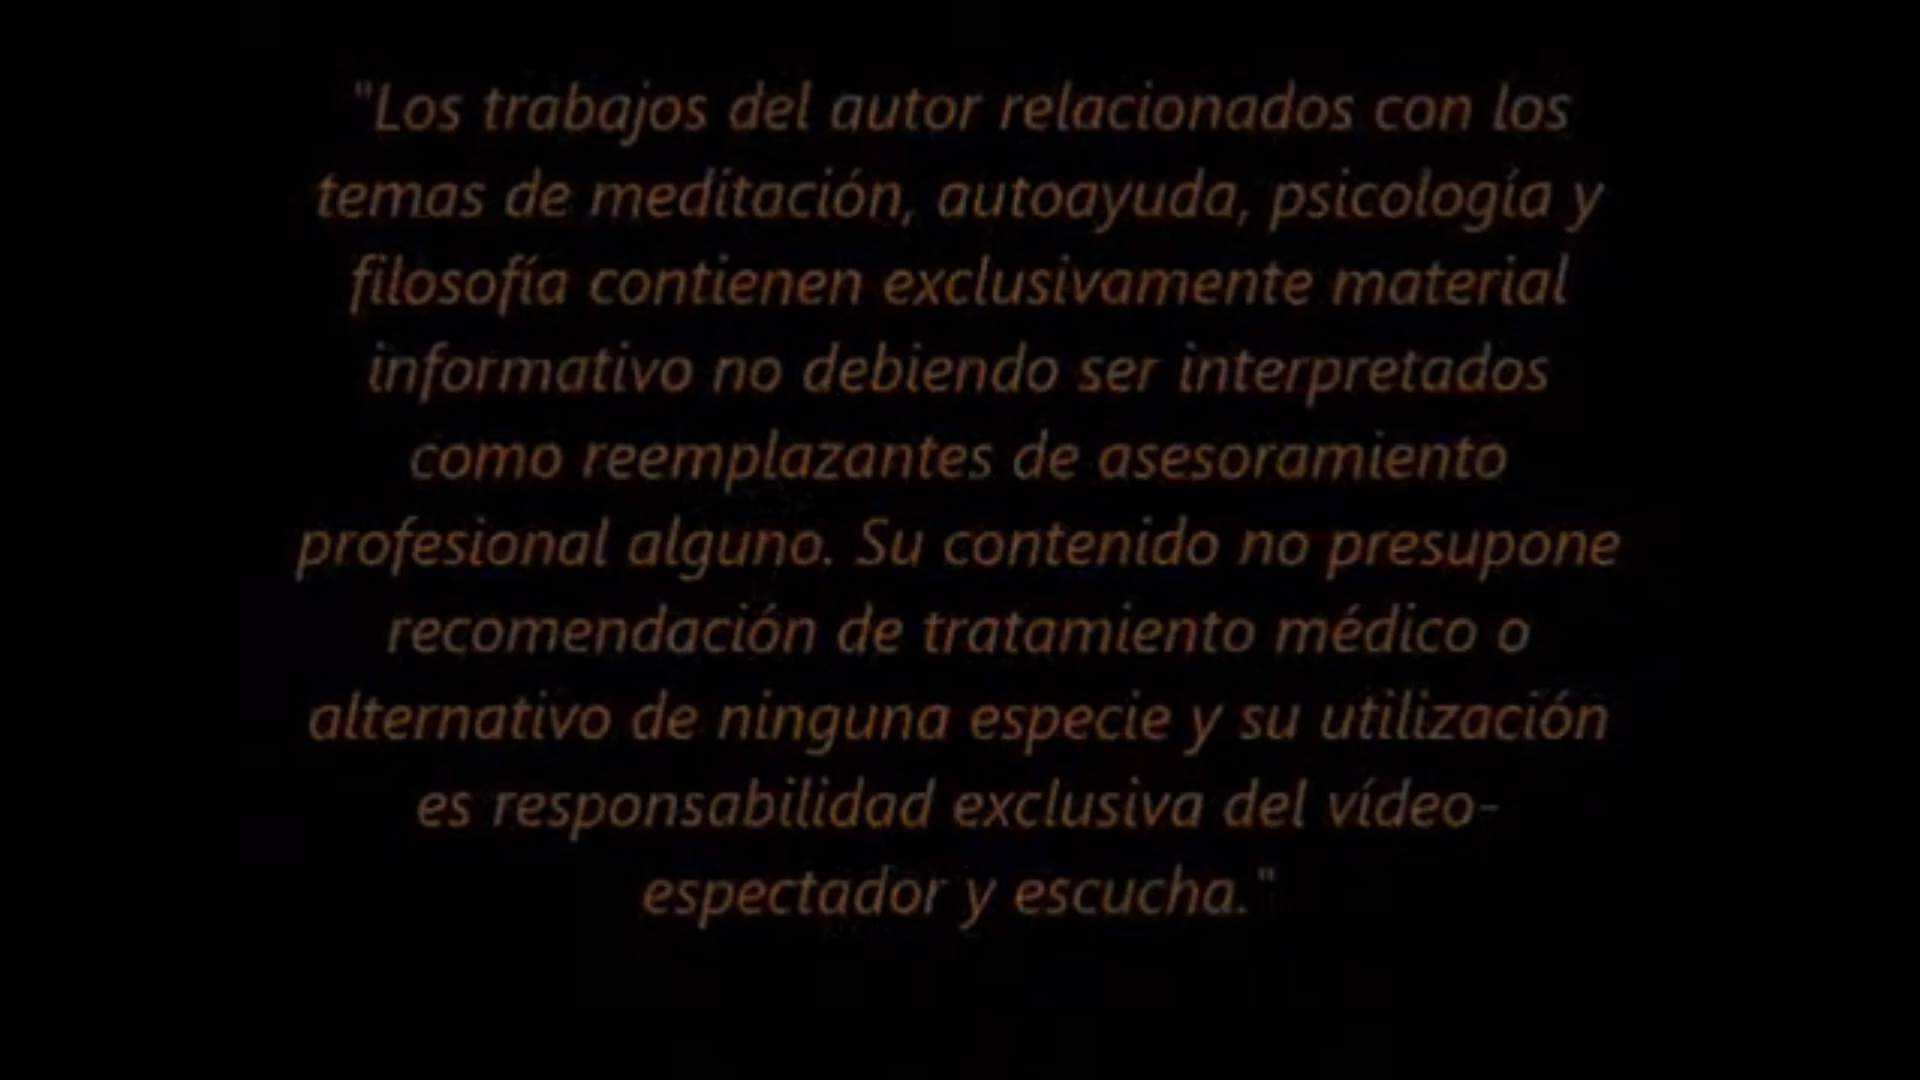 "Los trabajos del autor relacionados con los
temas de meditación, autoayuda, psicología y
filosofía contienen exclusivamente material
informativo no debiendo ser interpretados
como reemplazantes de asesoramiento
profesional alguno. Su contenido no presupone
recomendación de tratamiento médico o
alternativo de ninguna especie y su utilización
es responsabilidad exclusiva del vídeo-
espectador y escucha."